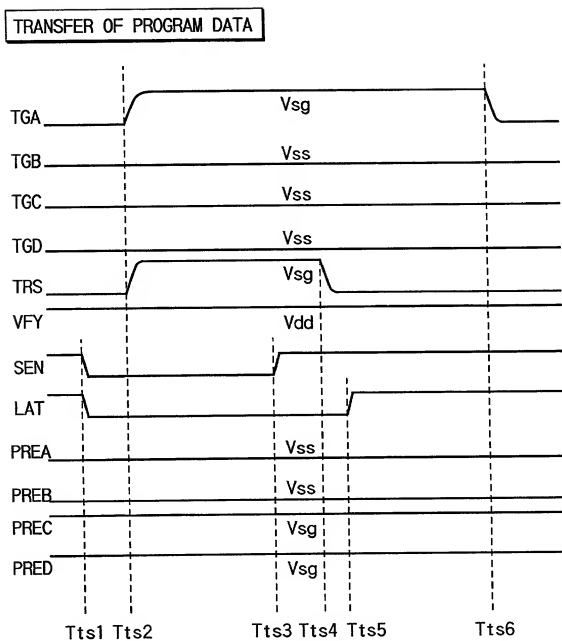 TRANSFER OF PROGRAM DATA
TGA Vsg
TGB Vss
TGC Vss
TGD Vss
TRS Vsg
VFY Vdd
SEN
LAT
PREA Vss
PREB Vss
PREC Vsg
PRED Vsg
Tts1 Tts2 Tts3 Tts4 Tts5 Tts6